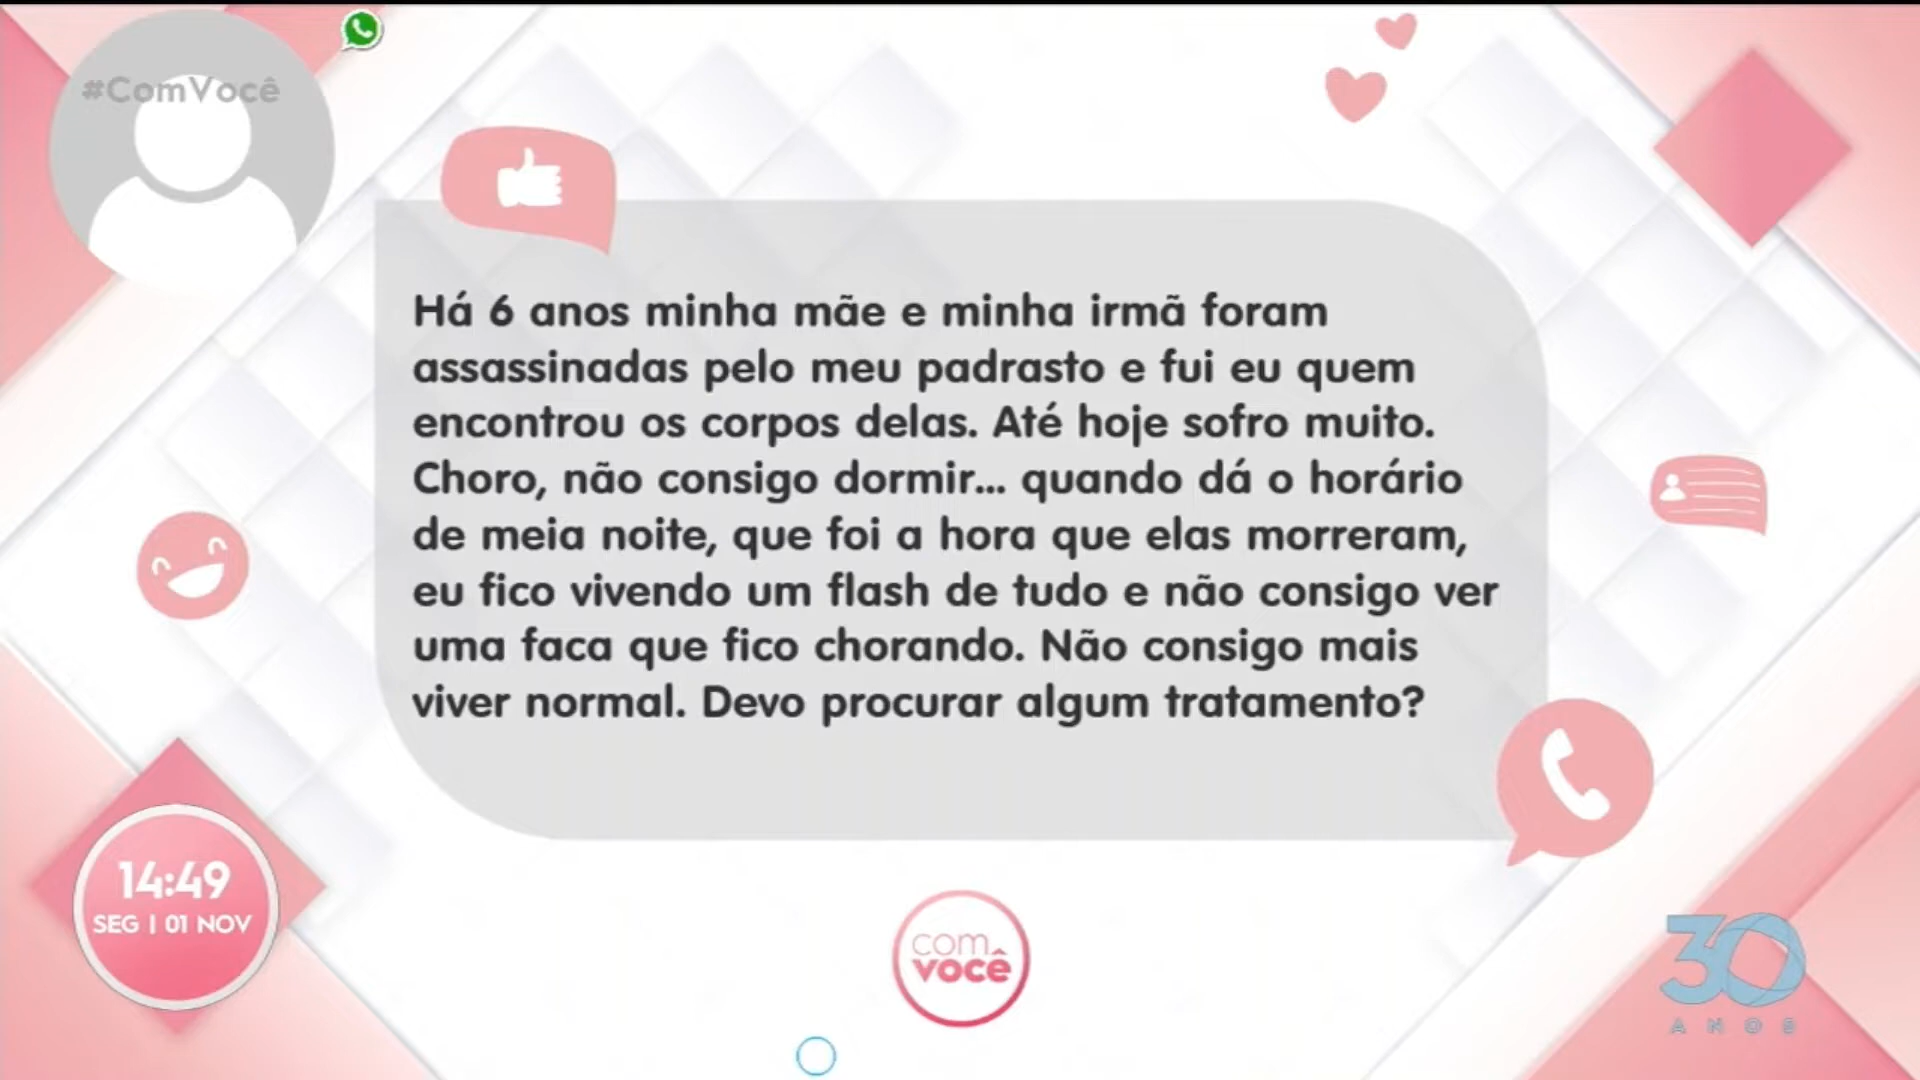 #ComVocê
Há 6 anos minha mãe e minha irmã foram
assassinadas pelo meu padrasto e fui eu quem
encontrou os corpos delas. Até hoje sofro muito.
Choro, não consigo dormir... quando dá o horário
de meia noite, que foi a hora que elas morreram,
eu fico vivendo um flash de tudo e não consigo ver
uma faca que fico chorando. Não consigo mais
viver normal. Devo procurar algum tratamento?
14:49
SEG | 01 NOV
com
você
30
ANOS